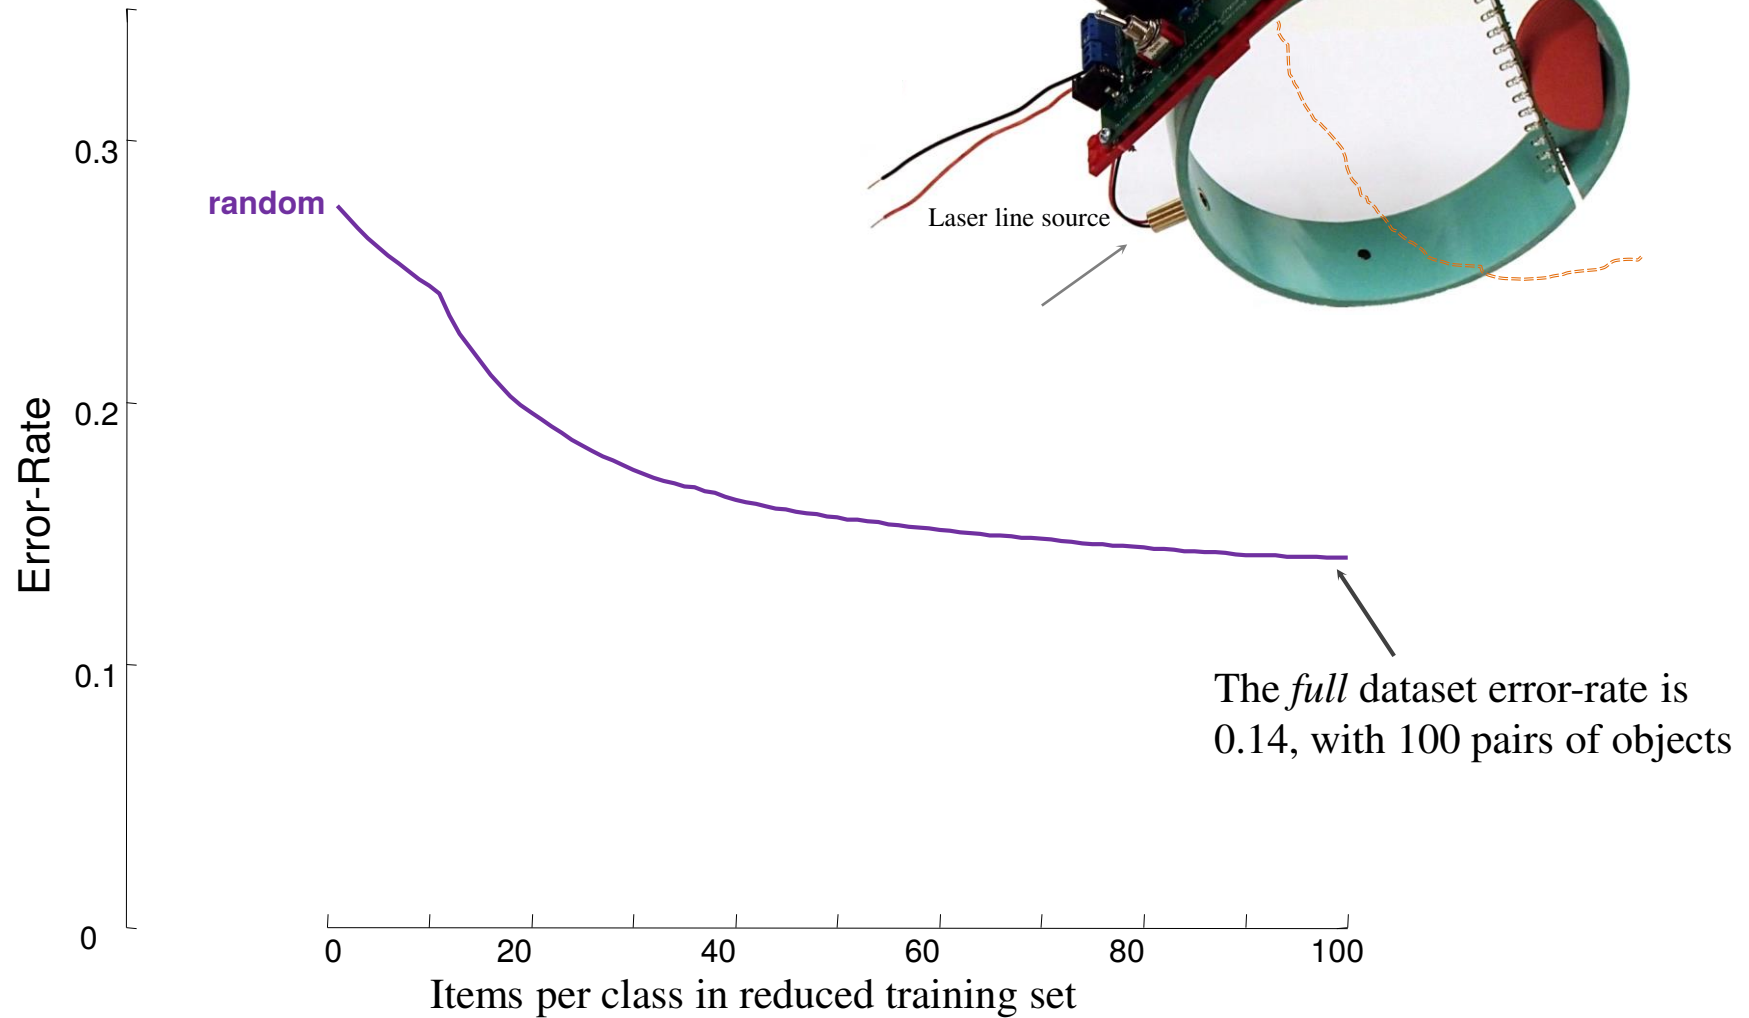 0.3
random
Laser line source
0.2
Error-Rate
0.1
The full dataset error-rate is
0.14, with 100 pairs of objects
0
0 20 40 60 80 100
Items per class in reduced training set